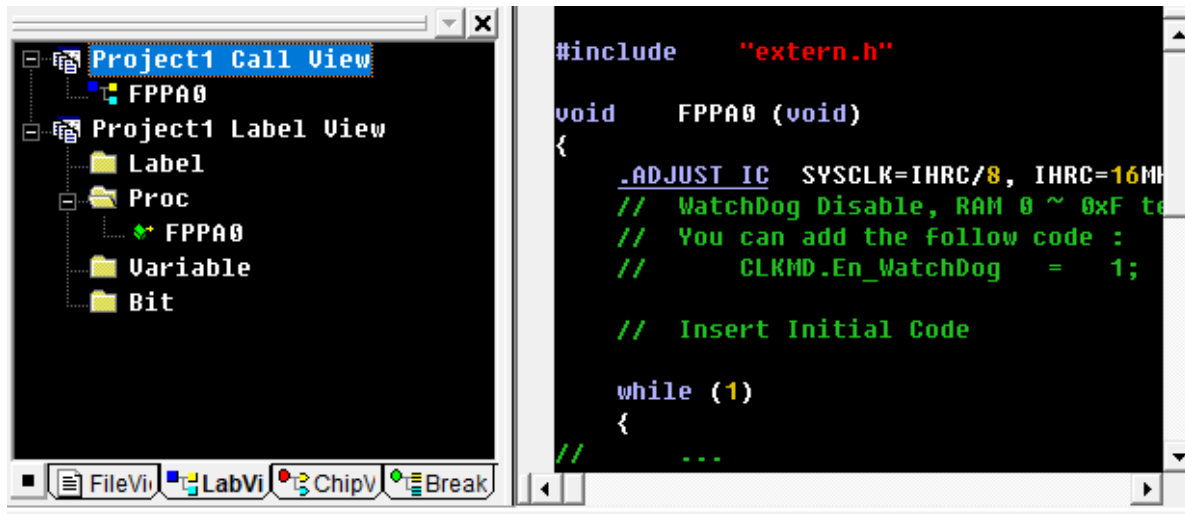 Project1 Call View
FPPA0
Project1 Label View
Label
Proc
FPPA0
Variable
Bit
FileVi
LabVi
ChipV
Break
#include "extern.h"
void FPPA0 (void)
{
.ADJUST_IC SYSCLK=IHRC/8, IHRC=16MH
// WatchDog Disable, RAM 0 ~ 0xF te
// You can add the follow code :
// CLKMD.En_WatchDog = 1;
// Insert Initial Code
while (1)
{
// ...